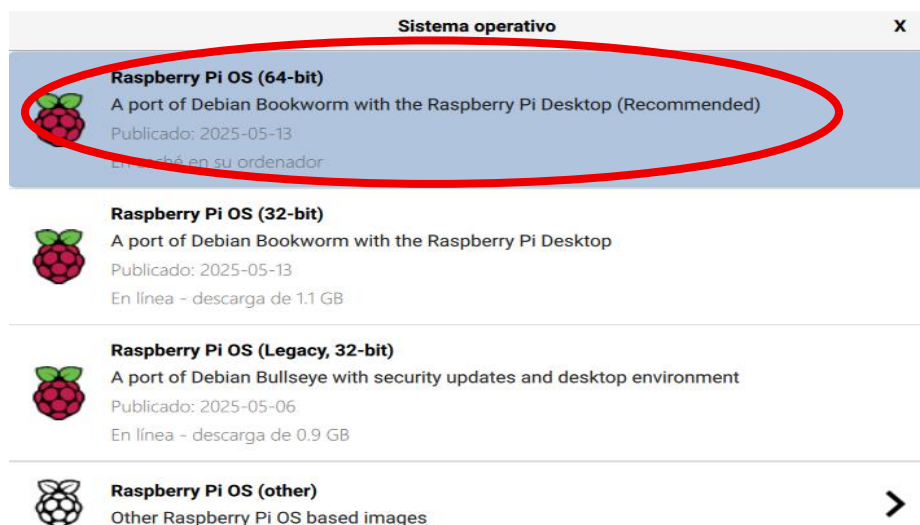 Sistema operativo X
Raspberry Pi OS (64-bit)
A port of Debian Bookworm with the Raspberry Pi Desktop (Recommended)
Publicado: 2025-05-13
En caché en su ordenador
Raspberry Pi OS (32-bit)
A port of Debian Bookworm with the Raspberry Pi Desktop
Publicado: 2025-05-13
En línea - descarga de 1.1 GB
Raspberry Pi OS (Legacy, 32-bit)
A port of Debian Bullseye with security updates and desktop environment
Publicado: 2025-05-06
En línea - descarga de 0.9 GB
Raspberry Pi OS (other)
Other Raspberry Pi OS based images